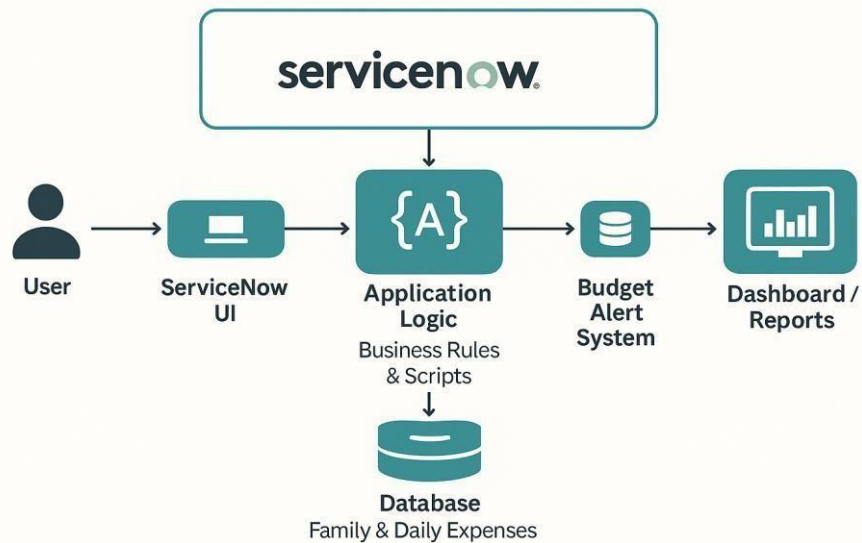 servicenow®
{A}
User
ServiceNow
UI
Application
Logic
Business Rules
& Scripts
Budget
Alert
System
Dashboard /
Reports
Database
Family & Daily Expenses